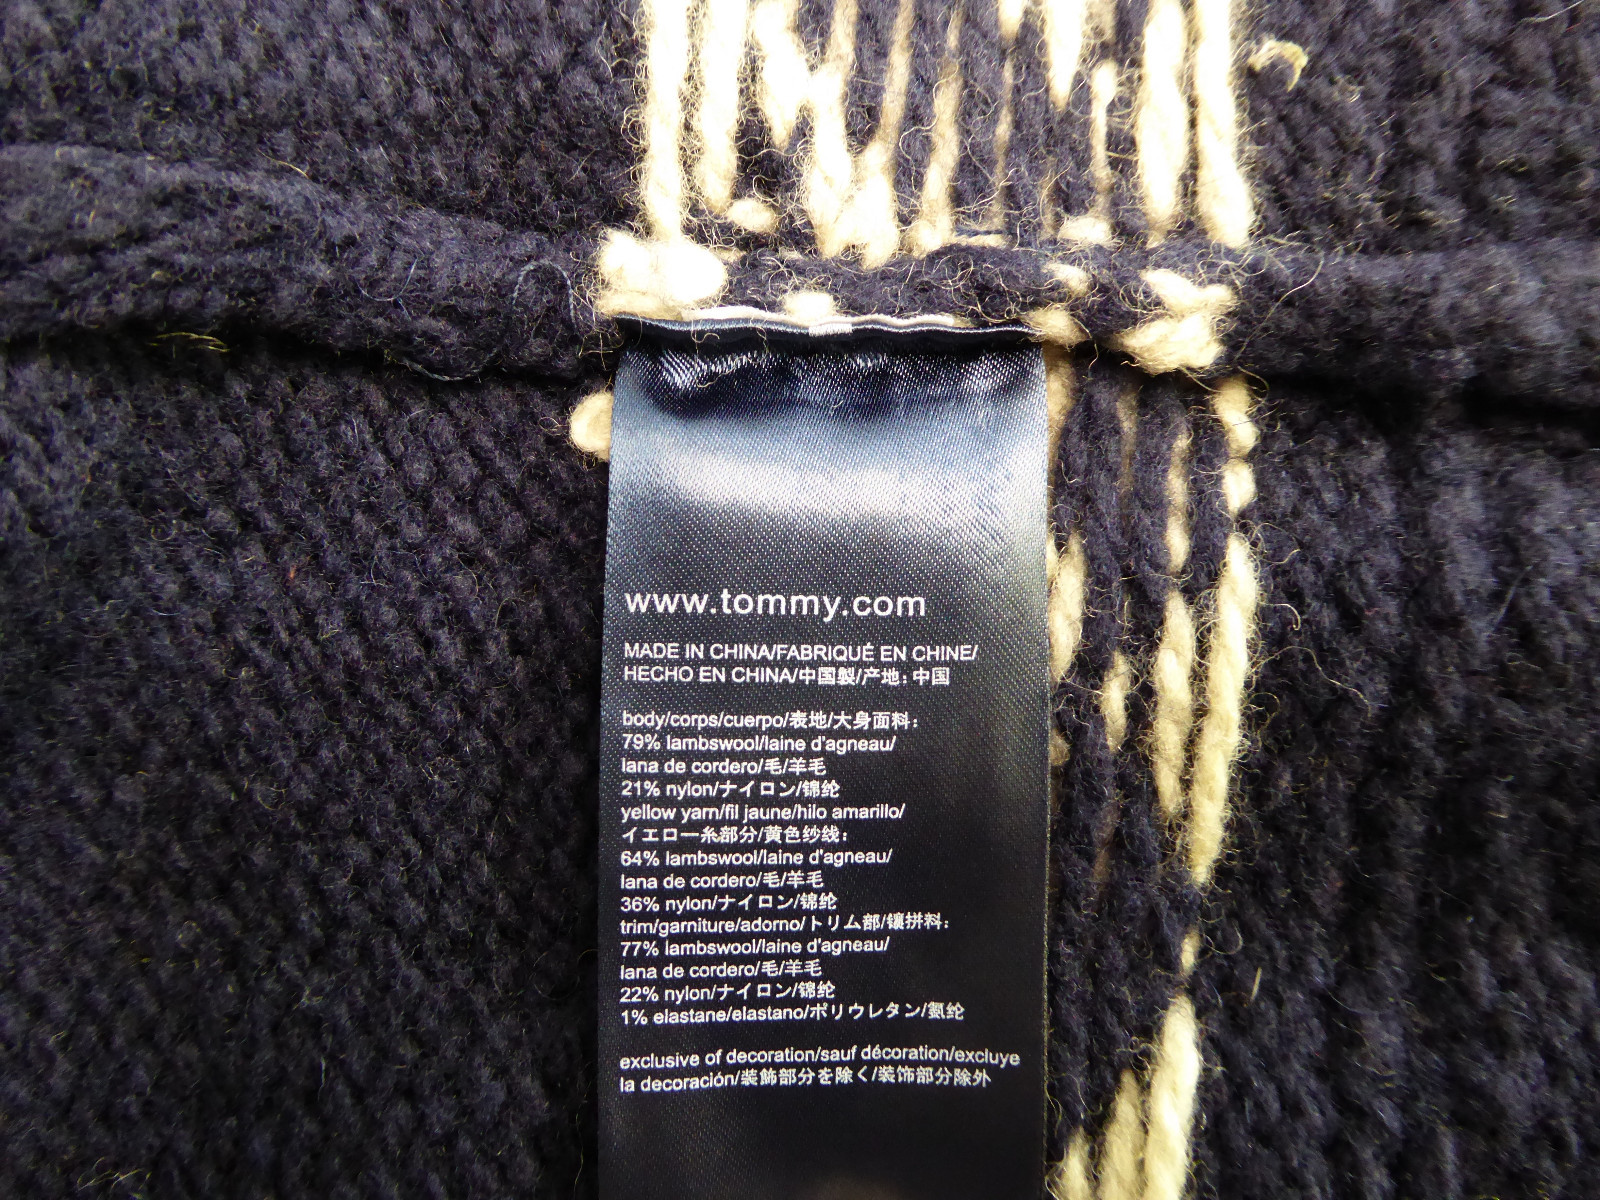 www.tommy.com
MADE IN CHINA/FABRIQUÉ EN CHINE/
HECHO EN CHINA/中国製/产地: 中国
body/corps/cuerpo/表地/大身面料:
79% lambswool/laine d'agneau/
lana de cordero/毛/羊毛
21% nylon/ナイロン/锦纶
yellow yarn/fil jaune/hilo amarillo/
イエロー糸部分/黄色纱线:
64% lambswool/laine d'agneau/
lana de cordero/毛/羊毛
36% nylon/ナイロン/锦纶
trim/garniture/adorno/トリム部/镶拼料:
77% lambswool/laine d'agneau/
lana de cordero/毛/羊毛
22% nylon/ナイロン/锦纶
1% elastane/elastano/ポリウレタン/氨纶
exclusive of decoration/sauf décoration/excluye
la decoración/装飾部分を除く/装饰部分除外